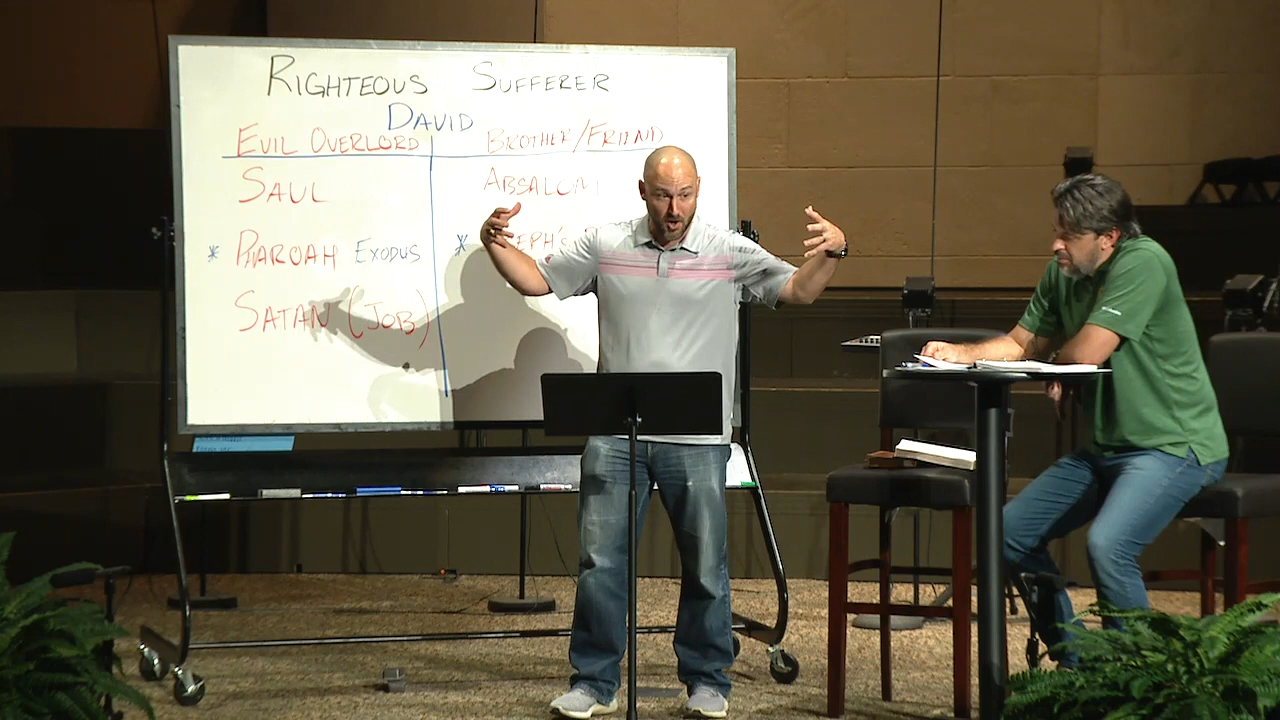 RIGHTEOUS SUFFERER
DAVID
EVIL OVERLORD BROTHER/FRIEND
SAUL ABSALOM
* PHAROAH EXODUS *
SATAN (JOB)